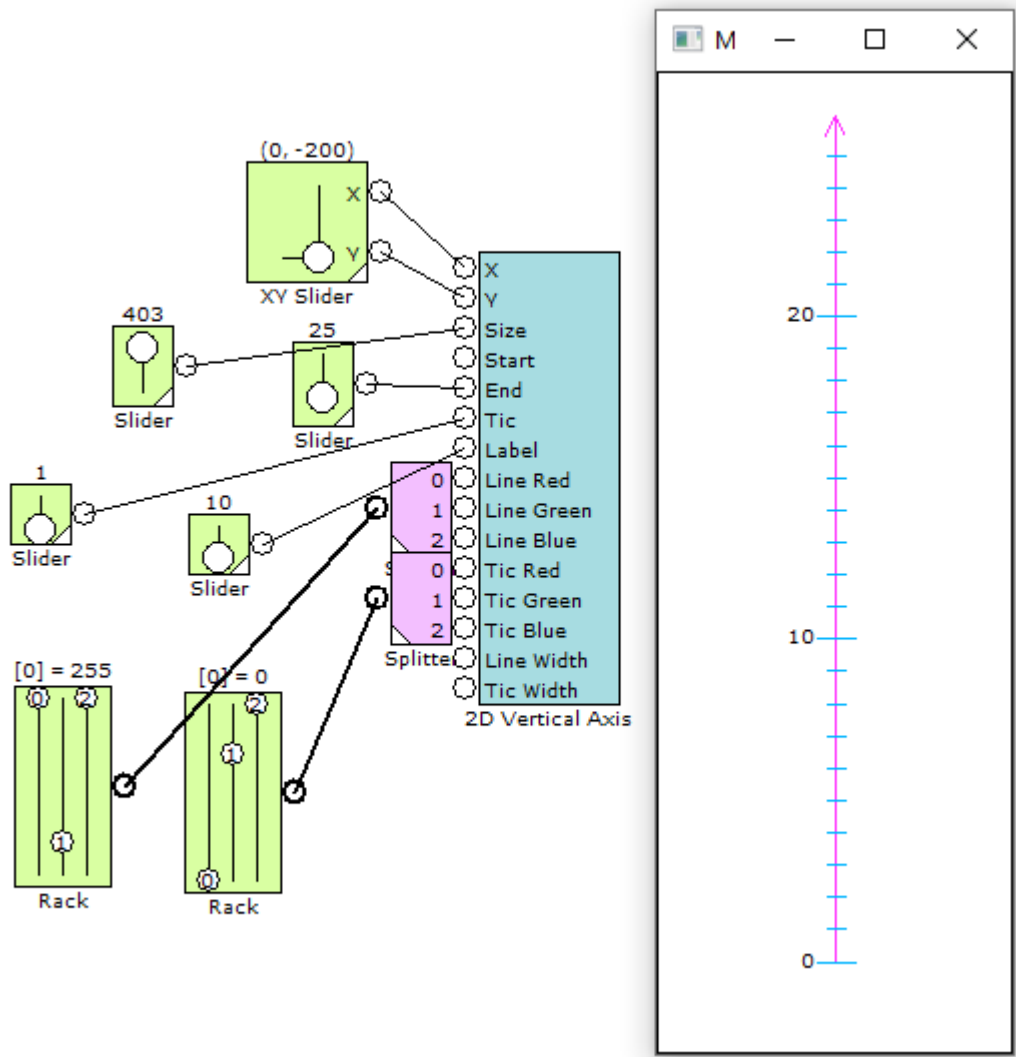 M
(0, -200)
X
Y
XY Slider
403
Slider
25
Slider
1
Slider
10
Slider
X
Y
Size
Start
End
Tic
Label
Line Red
Line Green
Line Blue
Tic Red
Tic Green
Tic Blue
Line Width
Tic Width
2D Vertical Axis
0
1
2
S
0
1
2
Splitter
[0] = 255
0
2
1
Rack
[0] = 0
2
1
0
Rack
20
10
0